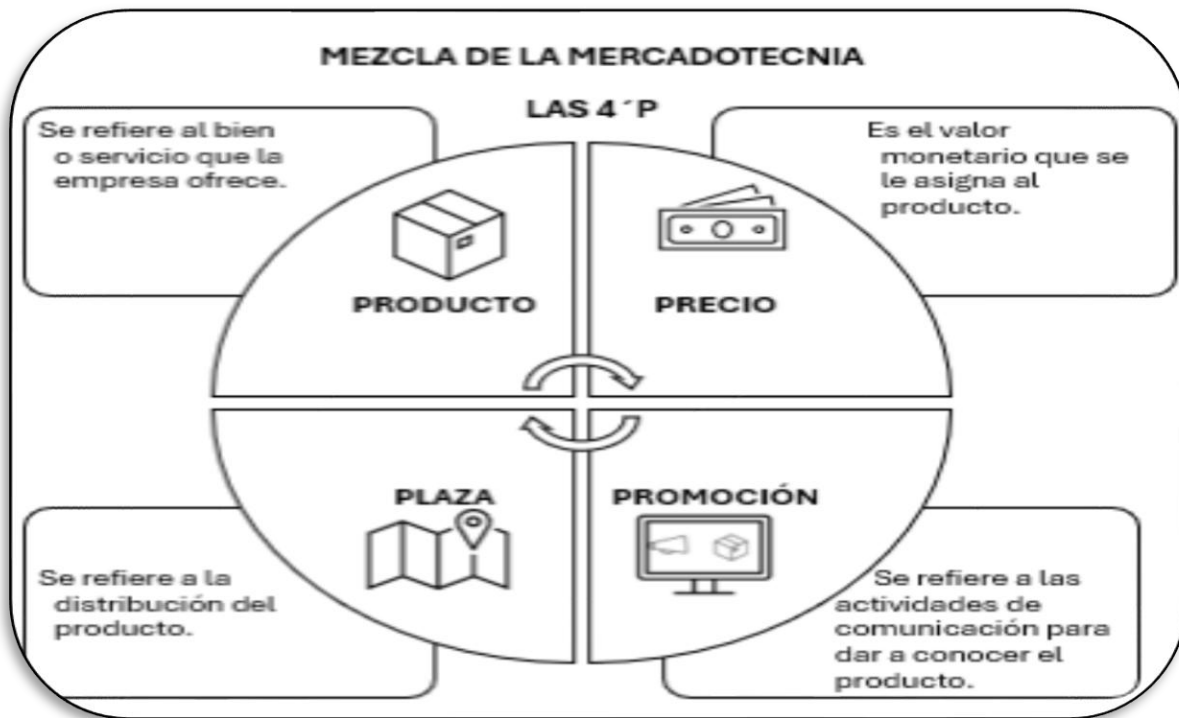 MEZCLA DE LA MERCADOTECNIA
LAS 4´P
Se refiere al bien
o servicio que la
empresa ofrece.
Es el valor
monetario que se
le asigna al
producto.
PRODUCTO
PRECIO
PLAZA
PROMOCIÓN
Se refiere a la
distribución del
producto.
Se refiere a las
actividades de
comunicación para
dar a conocer el
producto.